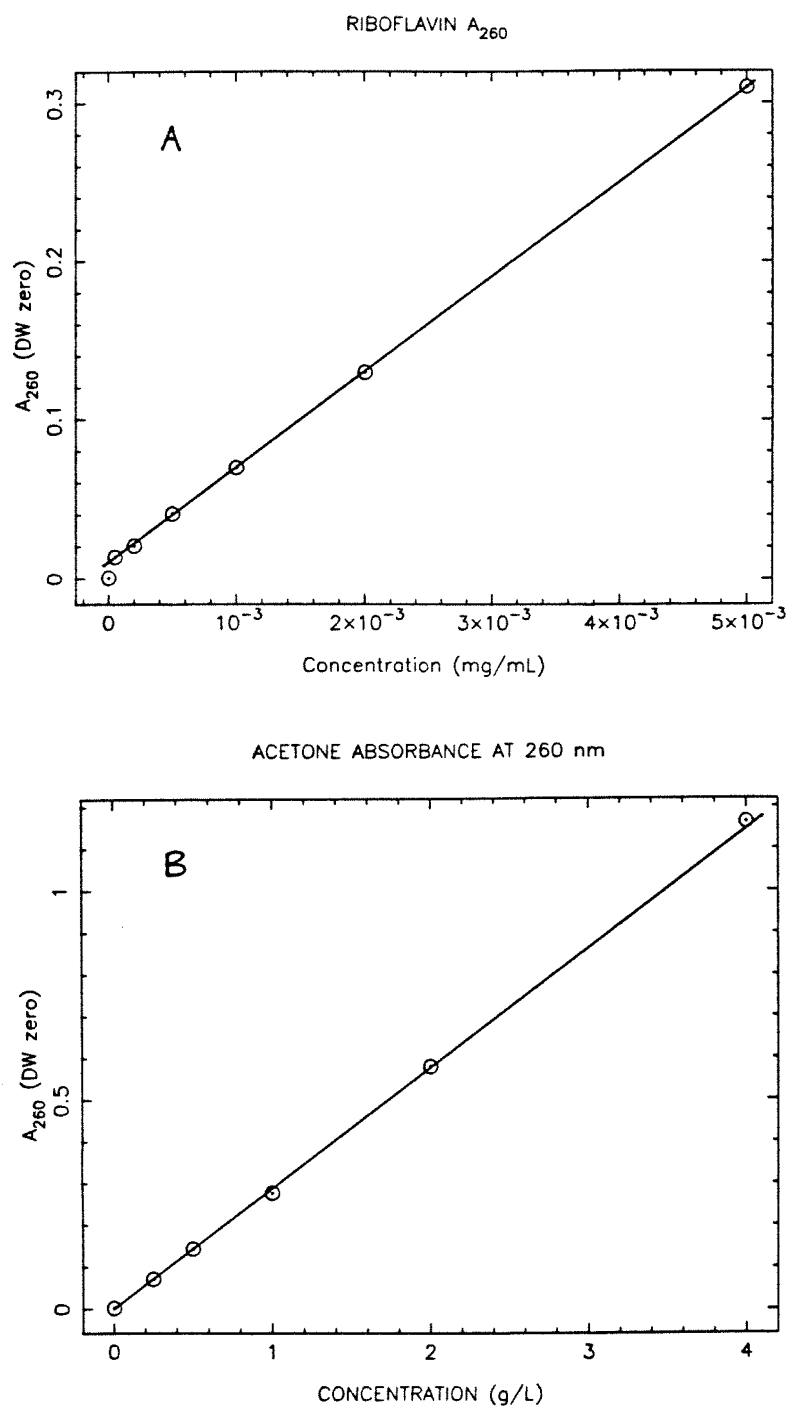 RIBOFLAVIN A260
A
0.3
0.2
0.1
0
A260 (DW zero)
0 10⁻³ 2×10⁻³ 3×10⁻³ 4×10⁻³ 5×10⁻³
Concentration (mg/mL)
ACETONE ABSORBANCE AT 260 nm
B
1
0.5
0
A260 (DW zero)
0 1 2 3 4
CONCENTRATION (g/L)